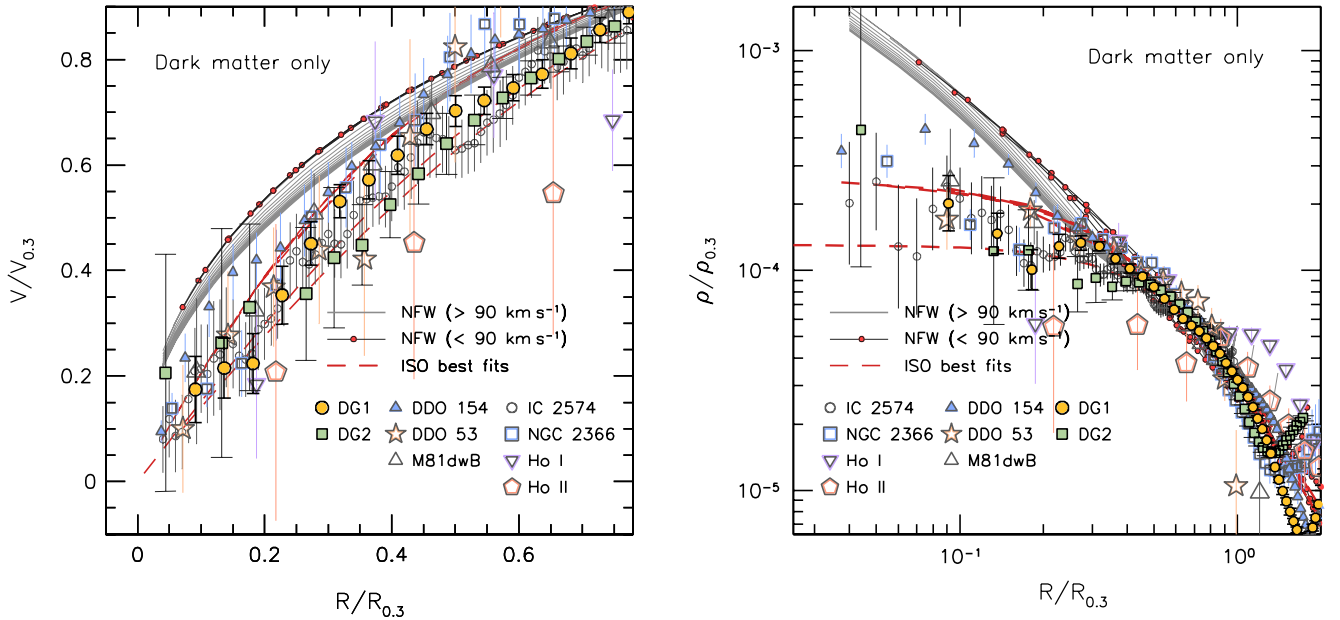 V/V0.3
0.8
0.6
0.4
0.2
0
Dark matter only
NFW (> 90 km s⁻¹)
NFW (< 90 km s⁻¹)
ISO best fits
DG1 DDO 154 IC 2574
DG2 DDO 53 NGC 2366
M81dwB Ho I
Ho II
0 0.2 0.4 0.6
R/R0.3
ρ/ρ0.3
10⁻³
10⁻⁴
10⁻⁵
Dark matter only
NFW (> 90 km s⁻¹)
NFW (< 90 km s⁻¹)
ISO best fits
IC 2574 DDO 154 DG1
NGC 2366 DDO 53 DG2
Ho I M81dwB
Ho II
10⁻¹ 10⁰
R/R0.3